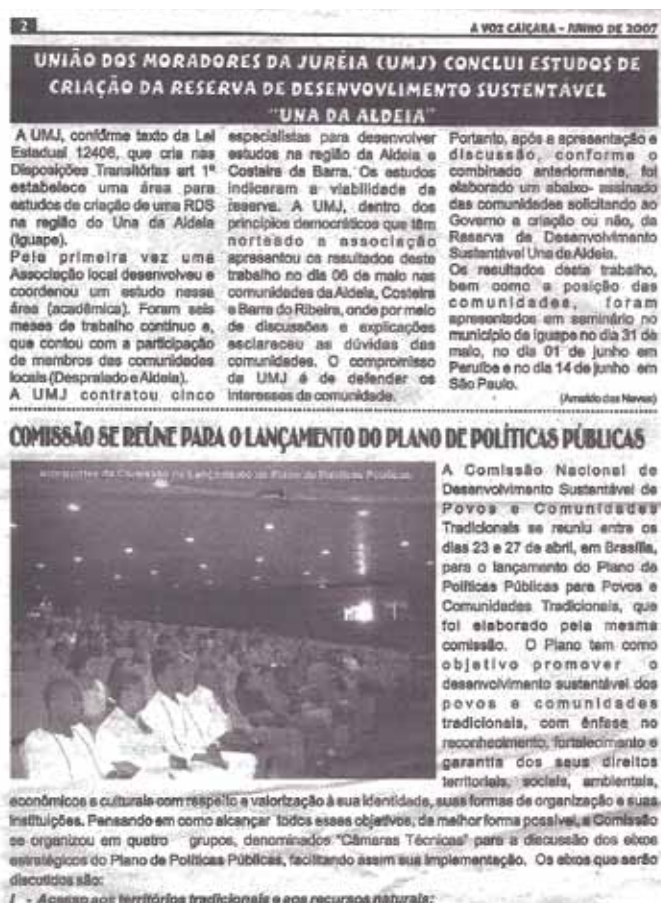 2
A VOZ CAIÇARA - JUNHO DE 2007
UNIÃO DOS MORADORES DA JURÉIA (UMJ) CONCLUI ESTUDOS DE
CRIAÇÃO DA RESERVA DE DESENVOVLIMENTO SUSTENTÁVEL
"UNA DA ALDEIA"
A UMJ, confórme texto da Lei
Estadual 12406, que cria nas
Disposições Transitórias art 1º
estabelece uma área para
estudos de criação de uma RDS
na região do Una da Aldeia
(Iguape).
Pela primeira vez uma
Associação local desenvolveu e
coordenou um estudo nessa
área (acadêmica). Foram seis
meses de trabalho contínuo e,
que contou com a participação
de membros das comunidades
locais (Despraiado e Aldeia).
A UMJ contratou cinco
especialistas para desenvolver
estudos na região da Aldeia e
Costeira da Barra. Os estudos
indicaram a viabilidade da
reserva. A UMJ, dentro dos
princípios democráticos que têm
norteado a associação
apresentou os resultados deste
trabalho no dia 06 de maio nas
comunidades da Aldeia, Costeira
e Barra do Ribeira, onde por meio
de discussões e explicações
esclareceu as dúvidas das
comunidades. O compromisso
da UMJ é de defender os
interesses da comunidade.
Portanto, após a apresentação e
discussão, conforme o
combinado anteriormente, foi
elaborado um abaixo- assinado
das comunidades solicitando ao
Governo a criação ou não, da
Reserva de Desenvolvimento
Sustentável Una de Aldeia.
Os resultados deste trabalho,
bem como a posição das
comunidades, foram
apresentados em seminário no
município de Iguape no dia 31 de
maio, no dia 01 de junho em
Peruíbe e no dia 14 de junho em
São Paulo.
(Arnaldo das Neves)
COMISSÃO SE REÚNE PARA O LANÇAMENTO DO PLANO DE POLÍTICAS PÚBLICAS
da Comissão no Lançamento do Plano de Políticas
A Comissão Nacional de
Desenvolvimento Sustentável de
Povos e Comunidades
Tradicionais se reuniu entre os
dias 23 e 27 de abril, em Brasília,
para o lançamento do Plano de
Políticas Públicas para Povos e
Comunidades Tradicionais, que
foi elaborado pela mesma
comissão. O Plano tem como
objetivo promover o
desenvolvimento sustentável dos
povos e comunidades
tradicionais, com ênfase no
reconhecimento, fortalecimento e
garantia dos seus direitos
territoriais, sociais, ambientais,
econômicos e culturais com respeito e valorização à sua identidade, suas formas de organização e suas
instituições. Pensando em como alcançar todos esses objetivos, da melhor forma possível, a Comissão
se organizou em quatro grupos, denominados "Câmaras Técnicas" para a discussão dos eixos
estratégicos do Plano de Políticas Públicas, facilitando assim sua implementação. Os eixos que serão
discutidos são:
I - Acesso aos territórios tradicionais e aos recursos naturais;